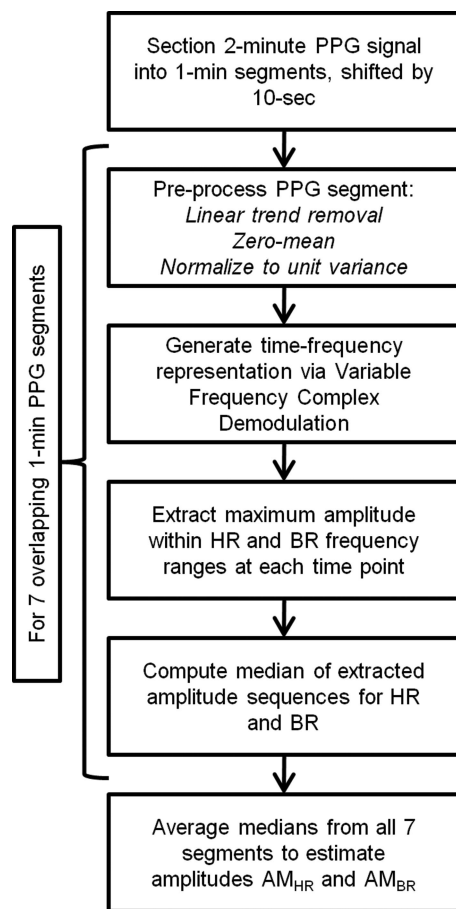 Section 2-minute PPG signal
into 1-min segments, shifted by
10-sec
For 7 overlapping 1-min PPG segments
Pre-process PPG segment:
Linear trend removal
Zero-mean
Normalize to unit variance
Generate time-frequency
representation via Variable
Frequency Complex
Demodulation
Extract maximum amplitude
within HR and BR frequency
ranges at each time point
Compute median of extracted
amplitude sequences for HR
and BR
Average medians from all 7
segments to estimate
amplitudes AM_HR and AM_BR